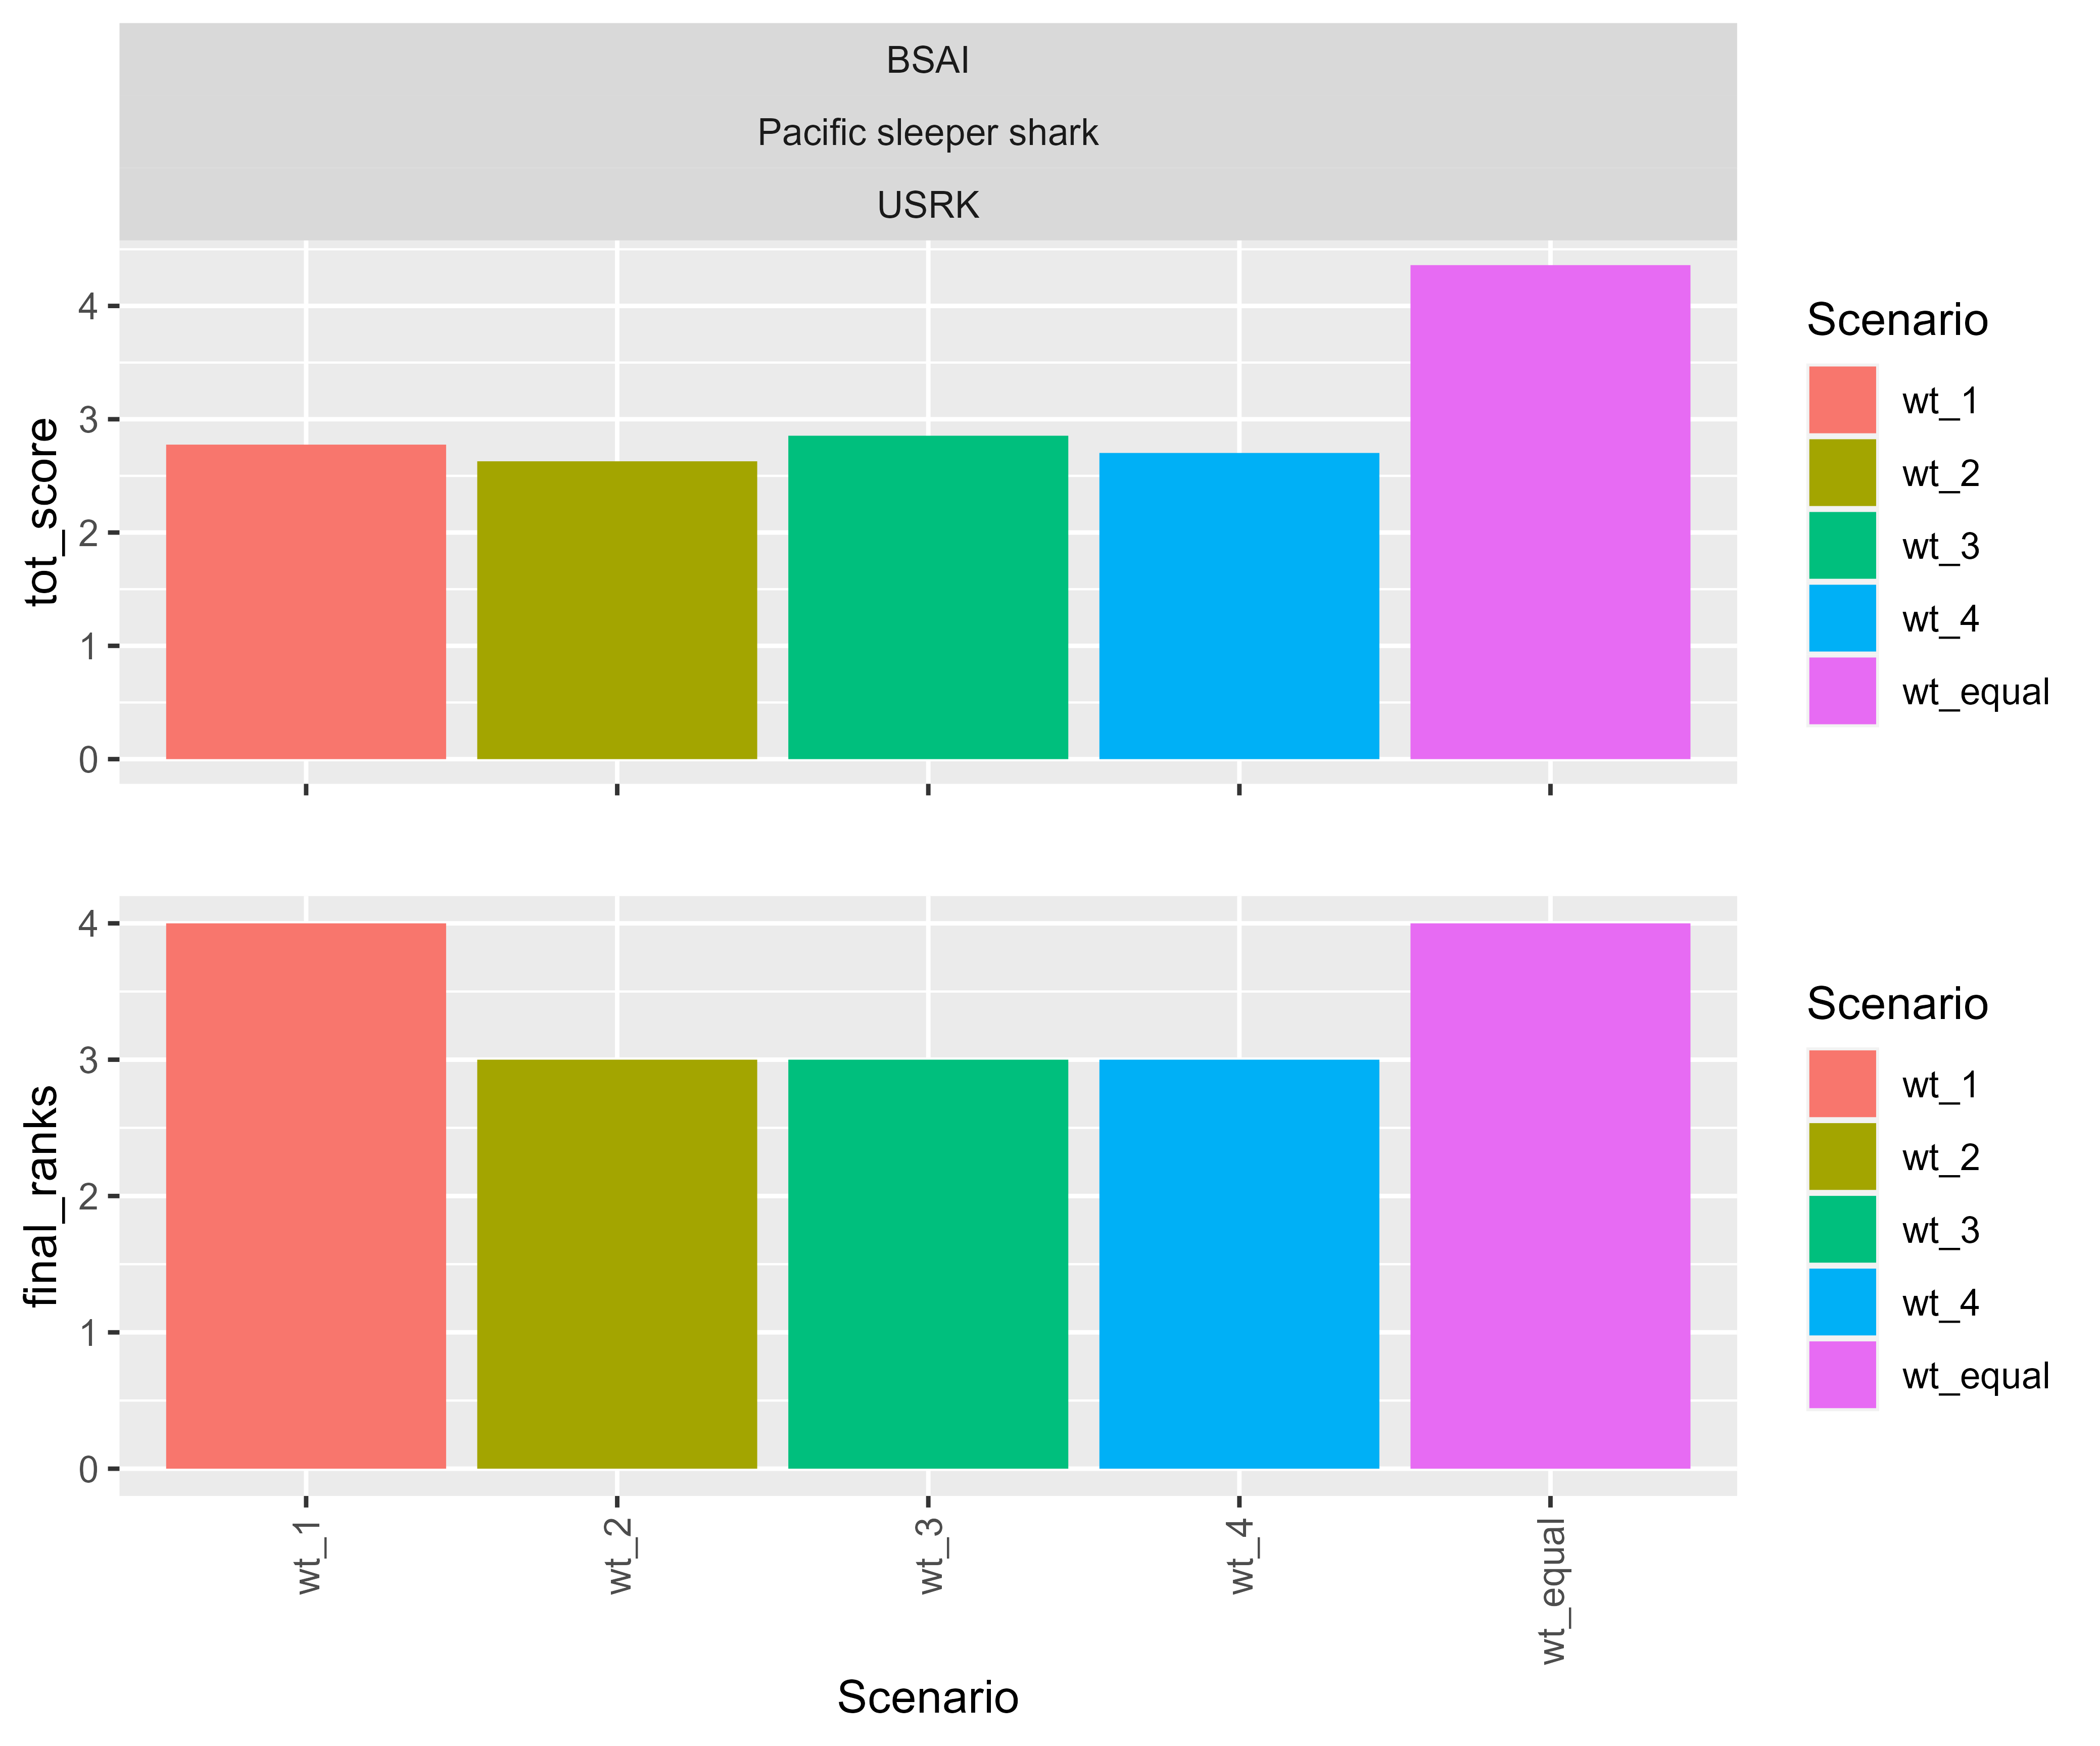 BSAI
Pacific sleeper shark
USRK
tot_score
4
3
2
1
0
Scenario
wt_1
wt_2
wt_3
wt_4
wt_equal
final_ranks
4
3
2
1
0
Scenario
wt_1
wt_2
wt_3
wt_4
wt_equal
wt_1
wt_2
wt_3
wt_4
wt_equal
Scenario